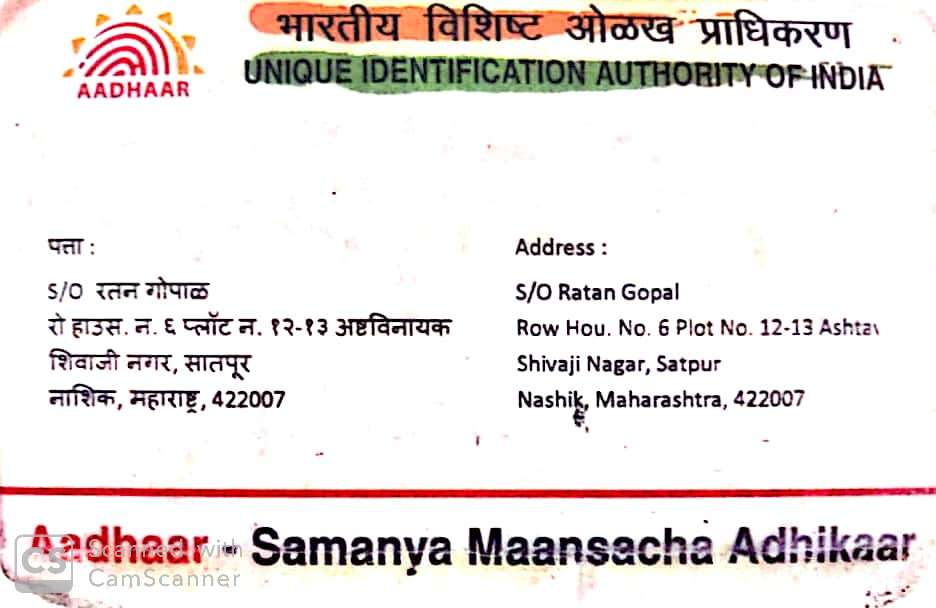 AADHAAR
भारतीय विशिष्ट ओळख प्राधिकरण
UNIQUE IDENTIFICATION AUTHORITY OF INDIA
पत्ता :
S/O रतन गोपाळ
रो हाउस. न. ६ प्लॉट न. १२-१३ अष्टविनायक
शिवाजी नगर, सातपूर
नाशिक, महाराष्ट्र, 422007
Address :
S/O Ratan Gopal
Row Hou. No. 6 Plot No. 12-13
Shivaji Nagar, Satpur
Nashik, Maharashtra, 422007
Aadhaar - Samanya Maansacha Adhikaar
CS Scanned with
CamScanner